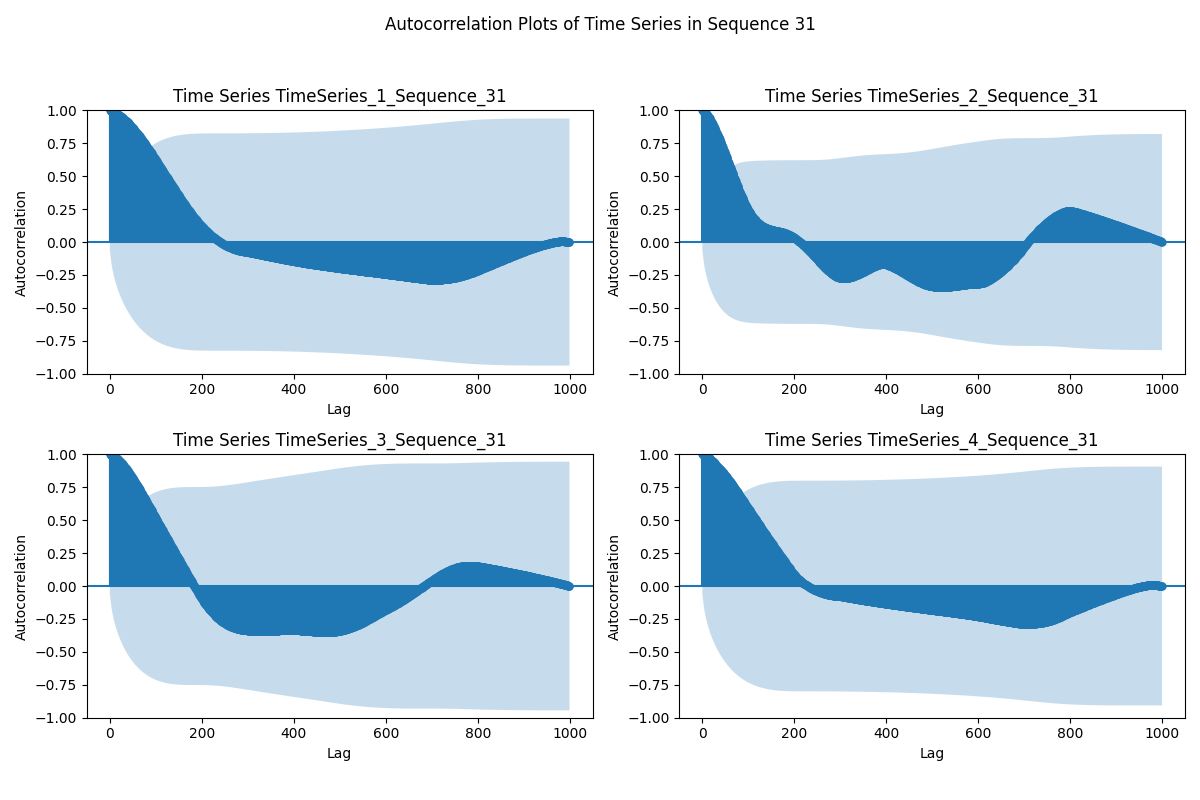 Autocorrelation Plots of Time Series in Sequence 31
Time Series TimeSeries_1_Sequence_31
Autocorrelation
1.00
0.75
0.50
0.25
0.00
−0.25
−0.50
−0.75
−1.00
0 200 400 600 800 1000
Lag
Time Series TimeSeries_2_Sequence_31
Autocorrelation
1.00
0.75
0.50
0.25
0.00
−0.25
−0.50
−0.75
−1.00
0 200 400 600 800 1000
Lag
Time Series TimeSeries_3_Sequence_31
Autocorrelation
1.00
0.75
0.50
0.25
0.00
−0.25
−0.50
−0.75
−1.00
0 200 400 600 800 1000
Lag
Time Series TimeSeries_4_Sequence_31
Autocorrelation
1.00
0.75
0.50
0.25
0.00
−0.25
−0.50
−0.75
−1.00
0 200 400 600 800 1000
Lag